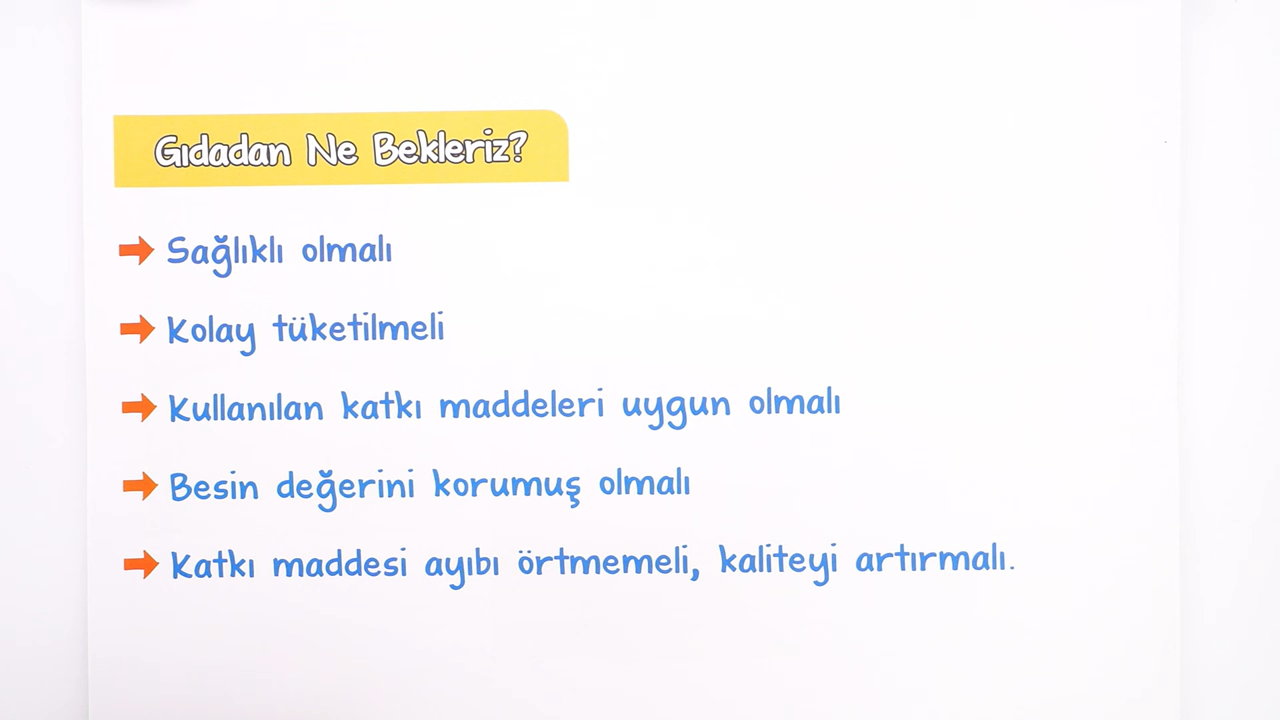 Gıdadan Ne Bekleriz?
Sağlıklı olmalı
Kolay tüketilmeli
Kullanılan katkı maddeleri uygun olmalı
Besin değerini korumuş olmalı
Katkı maddesi ayıbı örtmemeli, kaliteyi artırmalı.